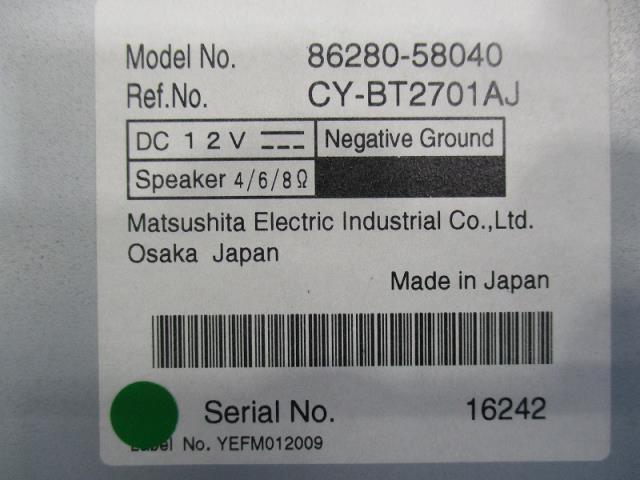 Model No. 86280-58040
Ref.No. CY-BT2701AJ
DC 12V Negative Ground
Speaker 4/6/8Ω
Matsushita Electric Industrial Co.,Ltd.
Osaka Japan
Made in Japan
Serial No. 16242
Label No. YEFM012009